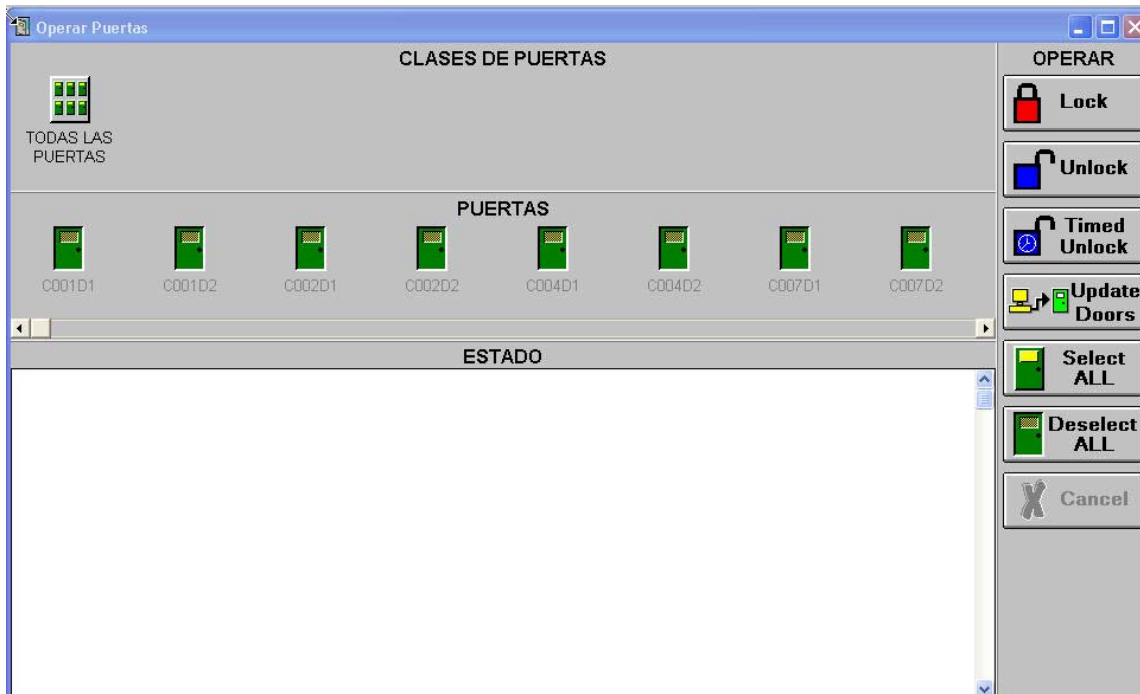 Operar Puertas
CLASES DE PUERTAS
TODAS LAS
PUERTAS
PUERTAS
C001D1
C001D2
C002D1
C002D2
C004D1
C004D2
C007D1
C007D2
ESTADO
OPERAR
Lock
Unlock
Timed
Unlock
Update
Doors
Select
ALL
Deselect
ALL
Cancel